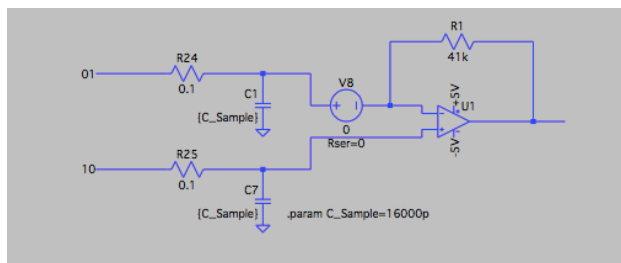 R1
41k
R24
01
0.1
C1
{C_Sample}
V8
+ -
0
Rser=0
+5V
U1
-5V
R25
10
0.1
C7
{C_Sample}
.param C_Sample=16000p